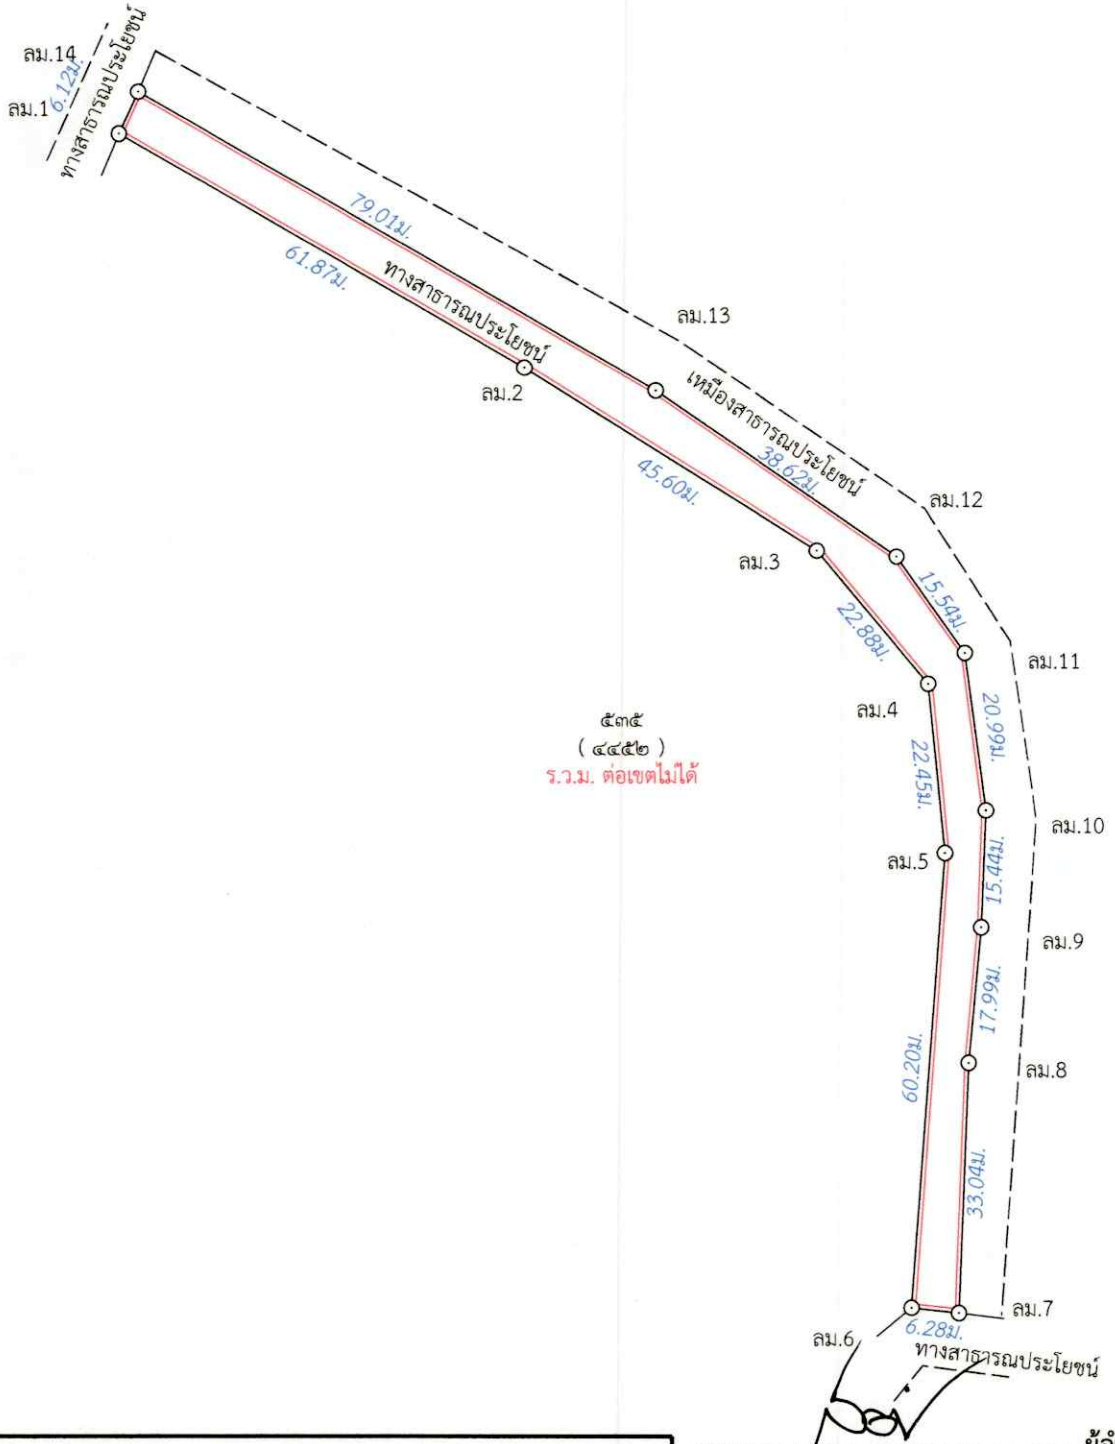 ลม.14
6.12ม.
ทางสาธารณประโยชน์
ลม.1
79.01ม.
61.87ม.
ทางสาธารณประโยชน์
ลม.13
ลม.2
เหมืองสาธารณประโยชน์
38.62ม.
45.60ม.
ลม.12
ลม.3
15.54ม.
22.88ม.
ลม.11
ลม.4
20.99ม.
๕๓๕
( ๔๔๕๒ )
ร.ว.ม. ต่อเขตไม่ได้
22.45ม.
ลม.10
ลม.5
15.44ม.
ลม.9
17.99ม.
60.20ม.
ลม.8
33.04ม.
ลม.7
ลม.6
6.28ม.
ทางสาธารณประโยชน์